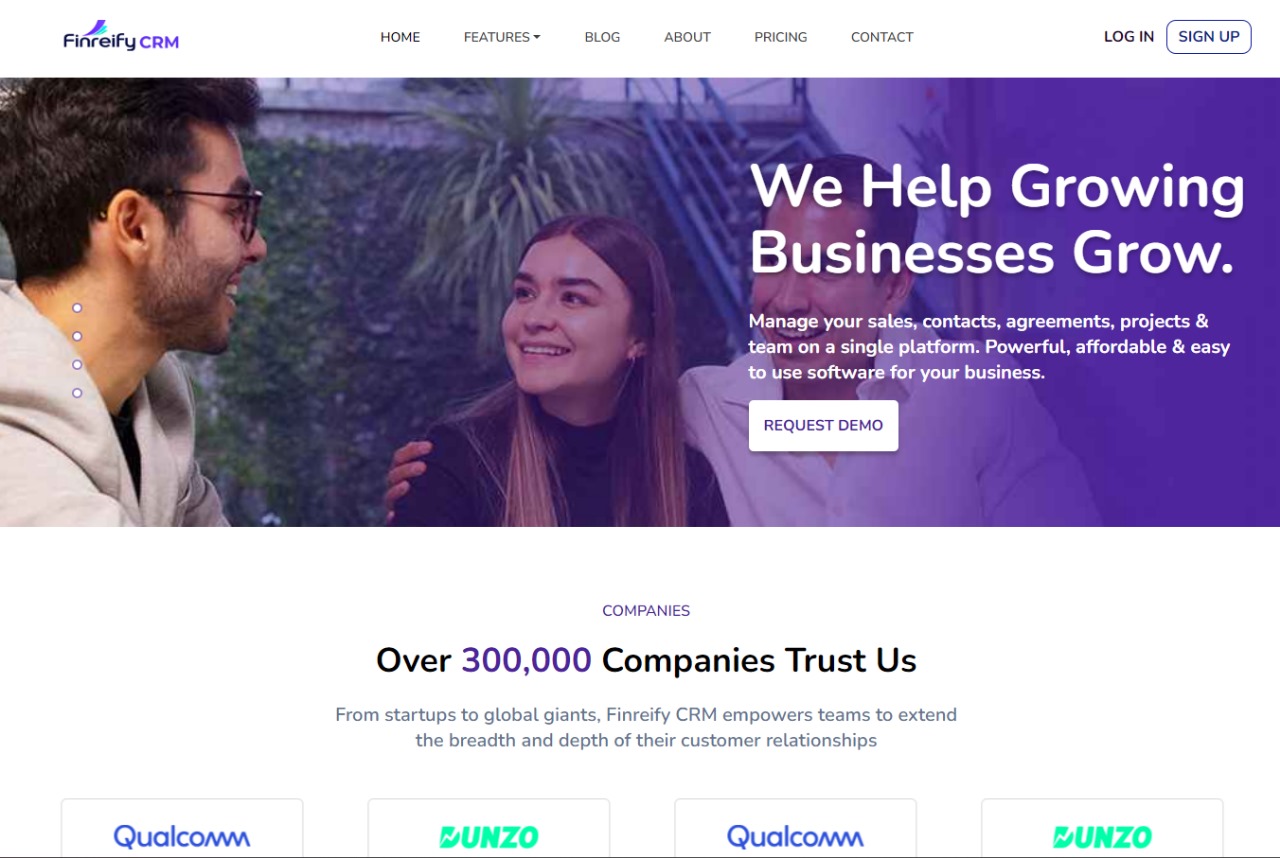 Finreify CRM
HOME
FEATURES
BLOG
ABOUT
PRICING
CONTACT
LOG IN
SIGN UP
We Help Growing
Businesses Grow.
Manage your sales, contacts, agreements, projects &
team on a single platform. Powerful, affordable & easy
to use software for your business.
REQUEST DEMO
COMPANIES
Over 300,000 Companies Trust Us
From startups to global giants, Finreify CRM empowers teams to extend
the breadth and depth of their customer relationships
Qualcomm
DUNZO
Qualcomm
DUNZO